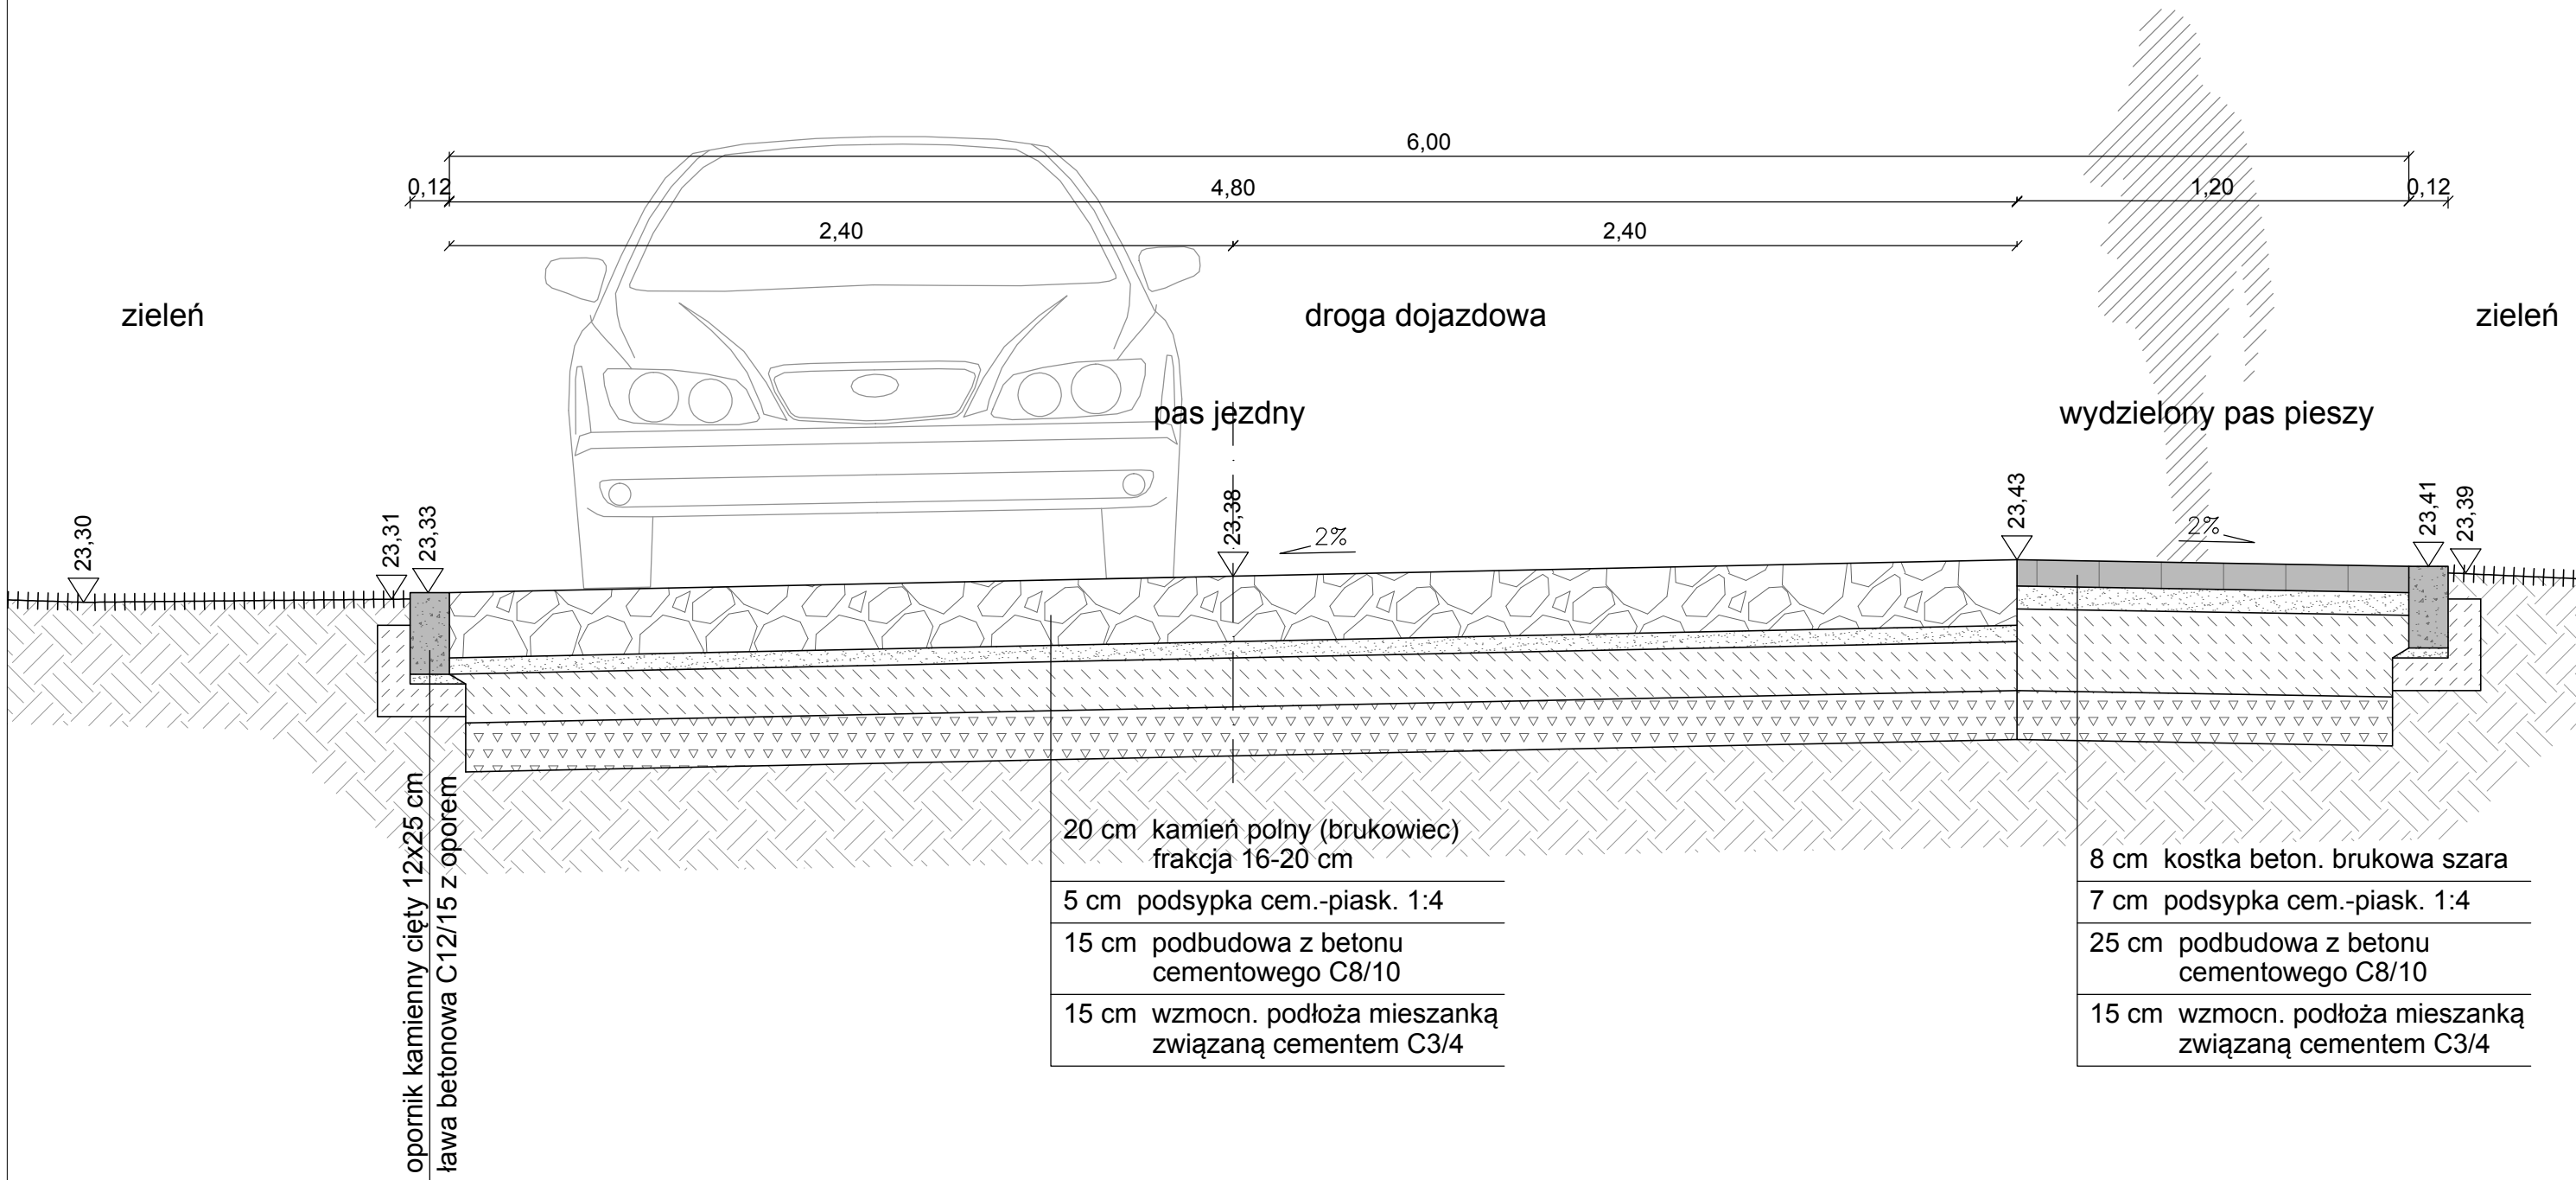 6,00
0,12
4,80
1,20
0,12
2,40
2,40
zieleń
droga dojazdowa
zieleń
pas jezdny
wydzielony pas pieszy
23,30
23,31
23,33
23,38
2%
23,43
2%
23,41
23,39
opornik kamienny cięty 12x25 cm
ława betonowa C12/15 z oporem
20 cm kamień polny (brukowiec)
frakcja 16-20 cm
5 cm podsypka cem.-piask. 1:4
15 cm podbudowa z betonu
cementowego C8/10
15 cm wzmocn. podłoża mieszanką
związaną cementem C3/4
8 cm kostka beton. brukowa szara
7 cm podsypka cem.-piask. 1:4
25 cm podbudowa z betonu
cementowego C8/10
15 cm wzmocn. podłoża mieszanką
związaną cementem C3/4